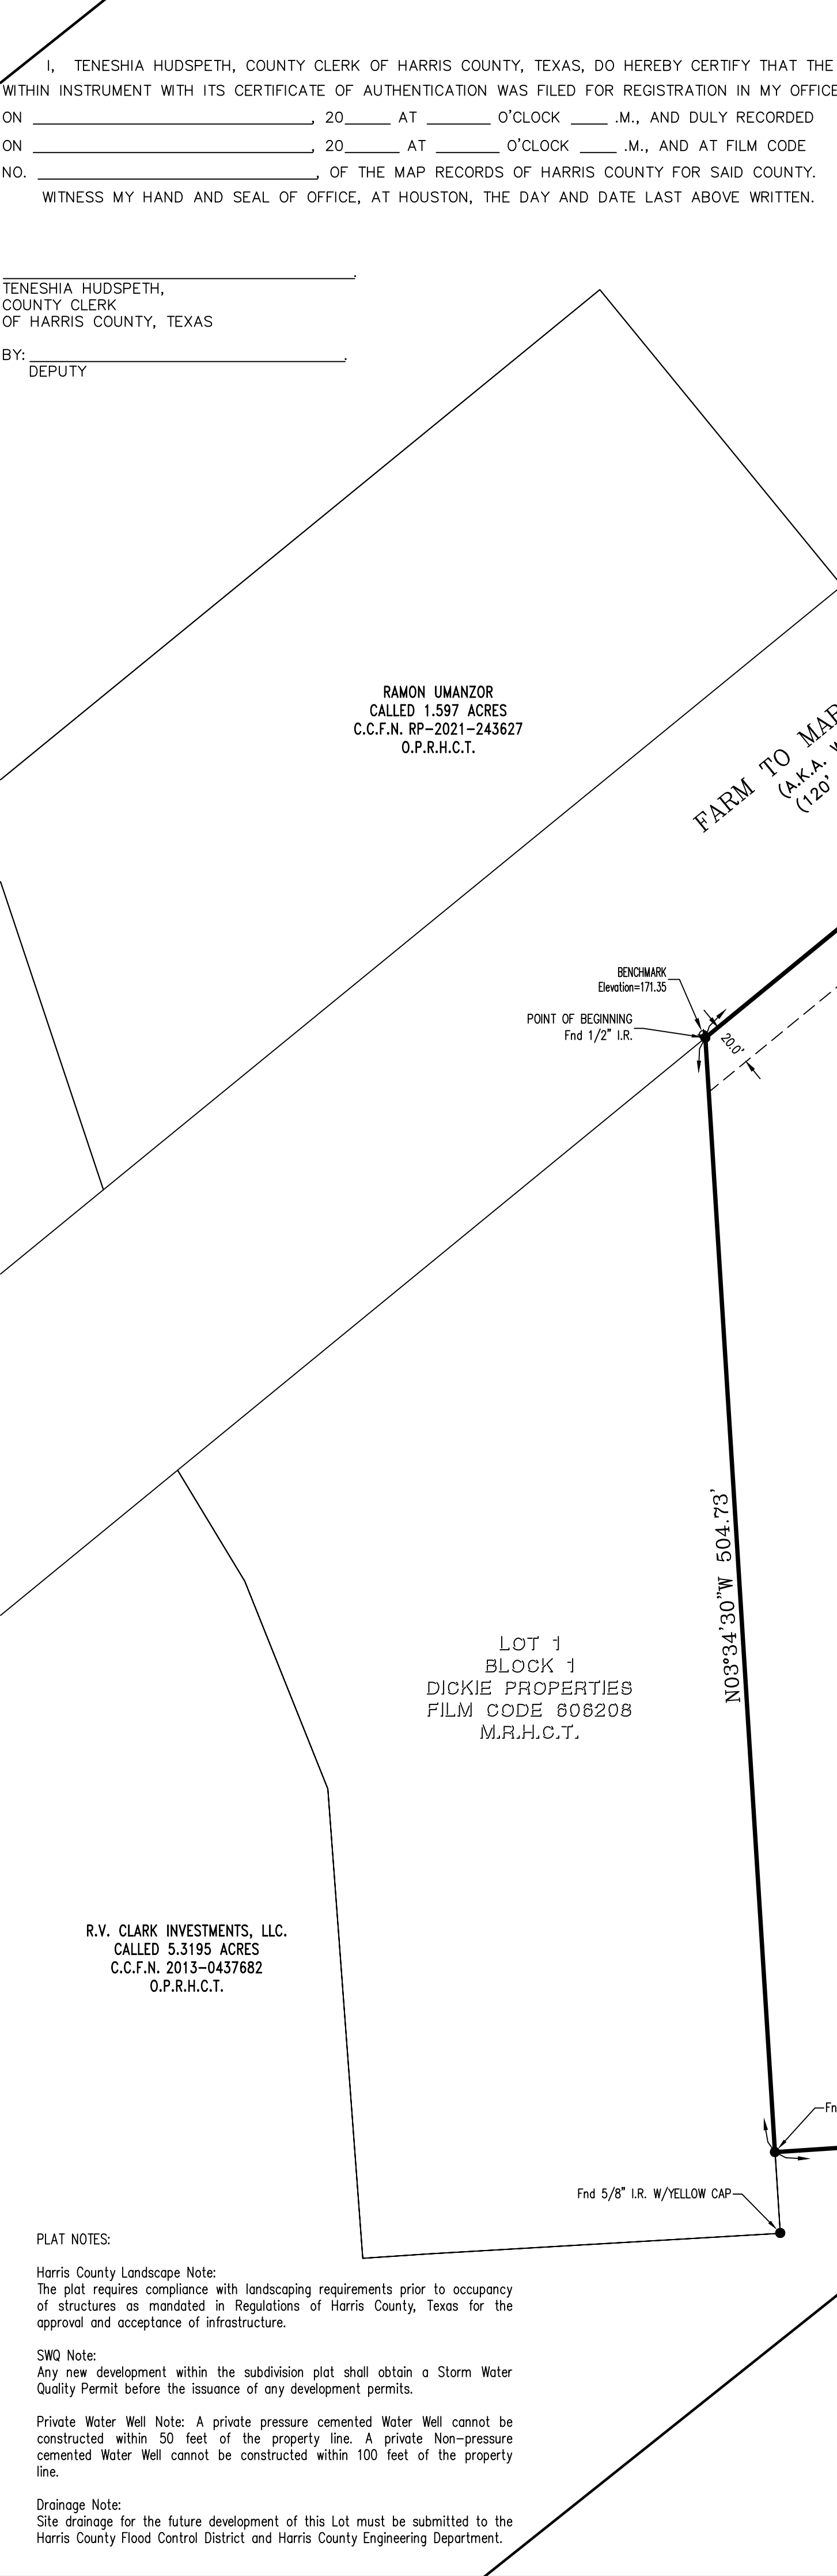 I, TENESHIA HUDSPETH, COUNTY CLERK OF HARRIS COUNTY, TEXAS, DO HEREBY CERTIFY THAT THE
WITHIN INSTRUMENT WITH ITS CERTIFICATE OF AUTHENTICATION WAS FILED FOR REGISTRATION IN MY OFFICE
ON ____________________, 20_____ AT _______ O'CLOCK ____ .M., AND DULY RECORDED
ON ____________________, 20______ AT _______ O'CLOCK ____ .M., AND AT FILM CODE
NO. ____________________, OF THE MAP RECORDS OF HARRIS COUNTY FOR SAID COUNTY.
WITNESS MY HAND AND SEAL OF OFFICE, AT HOUSTON, THE DAY AND DATE LAST ABOVE WRITTEN.
TENESHIA HUDSPETH,
COUNTY CLERK
OF HARRIS COUNTY, TEXAS
BY: ____________________.
DEPUTY
RAMON UMANZOR
CALLED 1.597 ACRES
C.C.F.N. RP-2021-243627
O.P.R.H.C.T.
FARM TO
(A.K.A.
(120'
BENCHMARK
Elevation=171.35
POINT OF BEGINNING
Fnd 1/2" I.R.
20.0'
N03°34'30"W 504.73'
LOT 1
BLOCK 1
DICKIE PROPERTIES
FILM CODE 606208
M.R.H.C.T.
R.V. CLARK INVESTMENTS, LLC.
CALLED 5.3195 ACRES
C.C.F.N. 2013-0437682
O.P.R.H.C.T.
Fn
Fnd 5/8" I.R. W/YELLOW CAP
PLAT NOTES:
Harris County Landscape Note:
The plat requires compliance with landscaping requirements prior to occupancy
of structures as mandated in Regulations of Harris County, Texas for the
approval and acceptance of infrastructure.
SWQ Note:
Any new development within the subdivision plat shall obtain a Storm Water
Quality Permit before the issuance of any development permits.
Private Water Well Note: A private pressure cemented Water Well cannot be
constructed within 50 feet of the property line. A private Non-pressure
cemented Water Well cannot be constructed within 100 feet of the property
line.
Drainage Note:
Site drainage for the future development of this Lot must be submitted to the
Harris County Flood Control District and Harris County Engineering Department.